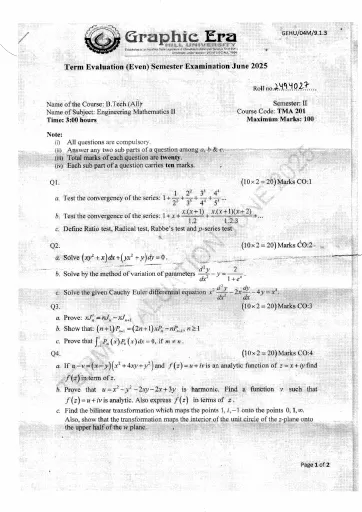 GEHU/04M/9.1.3
Graphic Era
HILL UNIVERSITY
Term Evaluation (Even) Semester Examination June 2025
Roll no. 2494027
Name of the Course: B.Tech (All) Semester: II
Name of Subject: Engineering Mathematics II Course Code: TMA 201
Time: 3:00 hours Maximum Marks: 100
Note:
(i) All questions are compulsory.
(ii) Answer any two sub parts of a question among a, b & c.
(iii) Total marks of each question are twenty.
(iv) Each sub part of a question carries ten marks.
Q1. (10×2=20) Marks CO:1
a. Test the convergency of the series: 1 + 1/2² + 2²/3³ + 3³/4⁴ + 4⁴/5⁵ ...
b. Test the convergence of the series: 1 + x + x(x+1)/1.2 + x(x+1)(x+2)/1.2.3 + ...
c. Define Ratio test, Radical test, Raabe's test and p-series test
Q2. (10×2=20) Marks CO:2
a. Solve (xy² + x)dx + (yx² + y)dy = 0.
b. Solve by the method of variation of parameters d²y/dx² − y = 2/(1+eˣ)
c. Solve the given Cauchy Euler differential equation x² d²y/dx² − 2x dy/dx − 4y = x⁴.
Q3. (10×2=20) Marks CO:3
a. Prove: xJ'ₙ = nJₙ − xJₙ₊₁
b. Show that: (n+1)Pₙ₊₁ = (2n+1)xPₙ − nPₙ₋₁, n ≥ 1
c. Prove that ∫ Pₘ(x)Pₙ(x)dx = 0, if m ≠ n.
Q4. (10×2=20) Marks CO:4
a. If u − v = (x − y)(x² + 4xy + y²) and f(z) = u + iv is an analytic function of z = x + iy find
f(z) in term of z.
b. Prove that u = x² − y² − 2xy − 2x + 3y is harmonic. Find a function v such that
f(z) = u + iv is analytic. Also express f(z) in terms of z.
c. Find the bilinear transformation which maps the points 1, i, −1 onto the points 0, 1, ∞.
Also, show that the transformation maps the interior of the unit circle of the z-plane onto
the upper half of the w plane.
Page 1 of 2